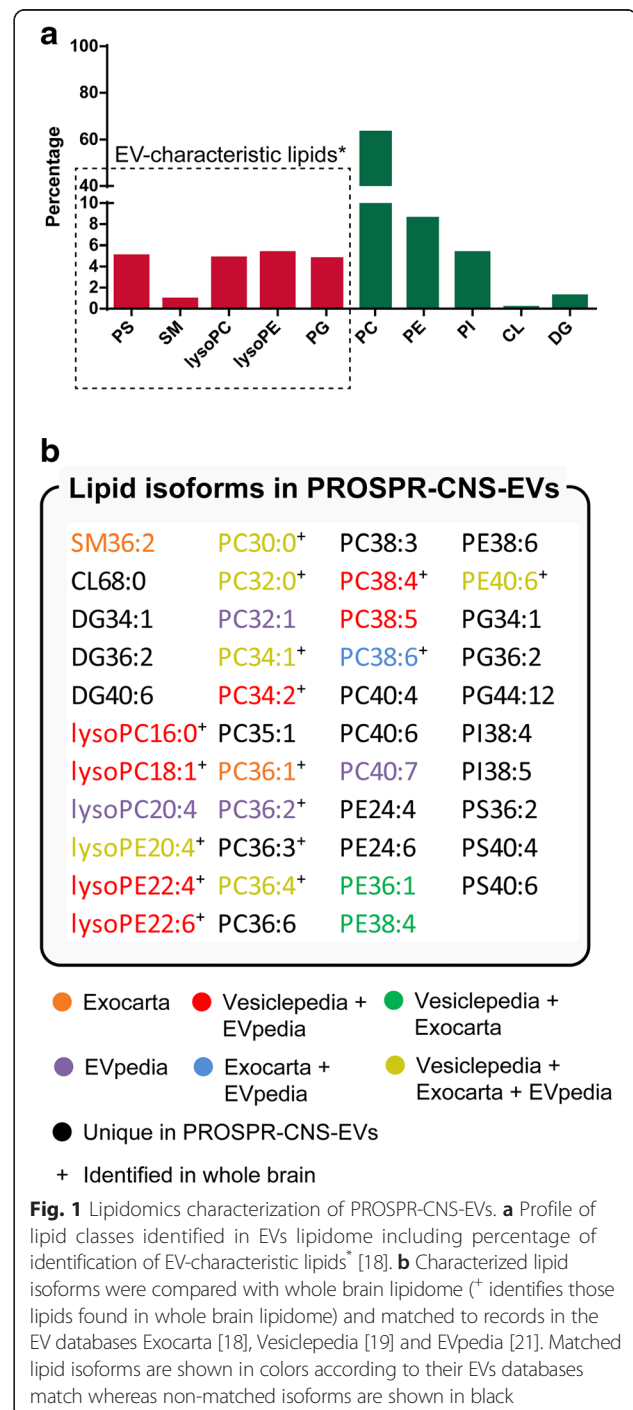 a
100
80
60
40
10
8
6
4
2
0
Percentage
EV-characteristic lipids*
PS SM lysoPC lysoPE PG PC PE PI CL DG
b
Lipid isoforms in PROSPR-CNS-EVs
SM36:2 PC30:0+ PC38:3 PE38:6
CL68:0 PC32:0+ PC38:4+ PE40:6+
DG34:1 PC32:1 PC38:5 PG34:1
DG36:2 PC34:1+ PC38:6+ PG36:2
DG40:6 PC34:2+ PC40:4 PG44:12
lysoPC16:0+ PC35:1 PC40:6 PI38:4
lysoPC18:1+ PC36:1+ PC40:7 PI38:5
lysoPC20:4 PC36:2+ PE24:4 PS36:2
lysoPE20:4+ PC36:3+ PE24:6 PS40:4
lysoPE22:4+ PC36:4+ PE36:1 PS40:6
lysoPE22:6+ PC36:6 PE38:4
Exocarta Vesiclepedia + Vesiclepedia +
EVpedia Exocarta
EVpedia Exocarta + Vesiclepedia +
EVpedia Exocarta + EVpedia
Unique in PROSPR-CNS-EVs
+ Identified in whole brain
Fig. 1 Lipidomics characterization of PROSPR-CNS-EVs. a Profile of
lipid classes identified in EVs lipidome including percentage of
identification of EV-characteristic lipids* [18]. b Characterized lipid
isoforms were compared with whole brain lipidome (+ identifies those
lipids found in whole brain lipidome) and matched to records in the
EV databases Exocarta [18], Vesiclepedia [19] and EVpedia [21]. Matched
lipid isoforms are shown in colors according to their EVs databases
match whereas non-matched isoforms are shown in black